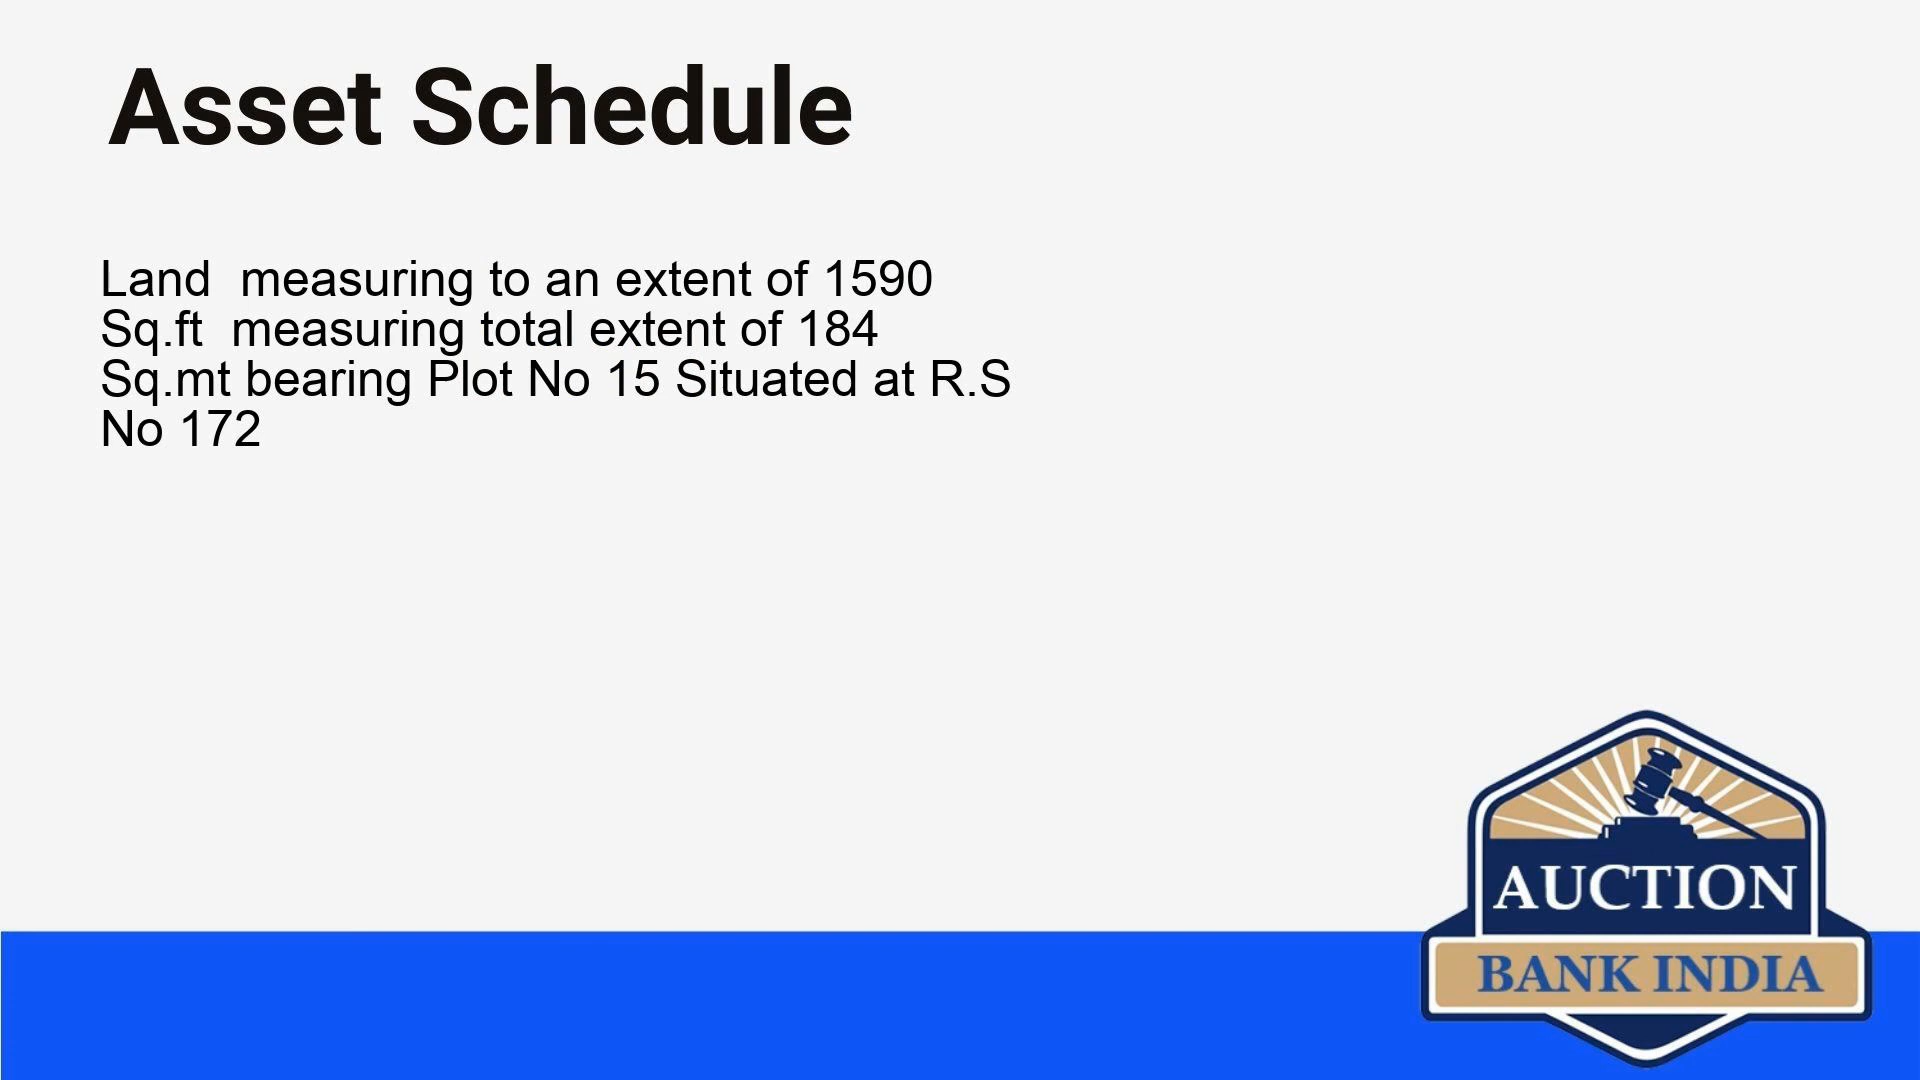 Asset Schedule
Land  measuring to an extent of 1590
Sq.ft  measuring total extent of 184
Sq.mt bearing Plot No 15 Situated at R.S
No 172
AUCTION
BANK INDIA